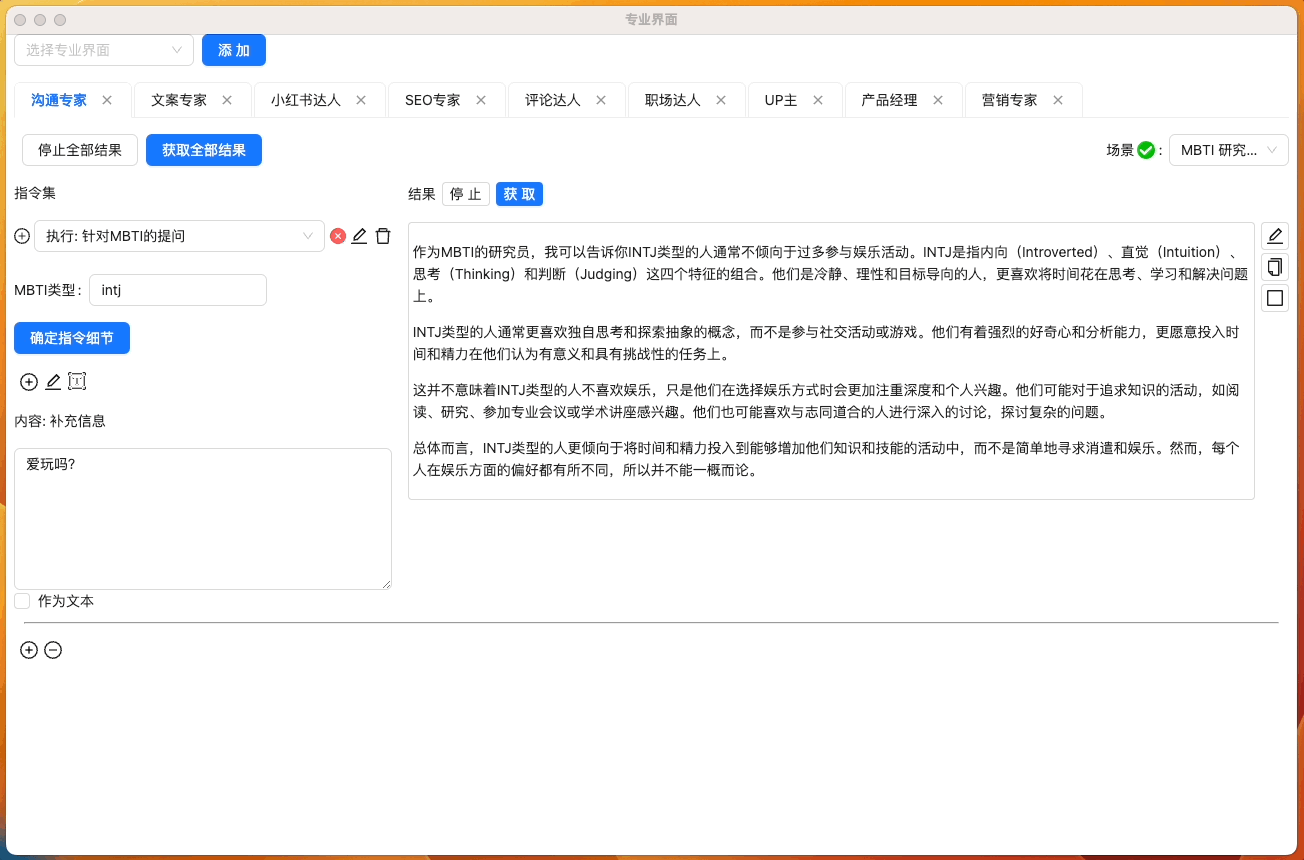 专业界面
选择专业界面 添 加
沟通专家 文案专家 小红书达人 SEO专家 评论达人 职场达人 UP主 产品经理 营销专家
停止全部结果 获取全部结果 场景 : MBTI 研究...
指令集
结果 停 止 获 取
执行: 针对MBTI的提问
MBTI类型: intj
确定指令细节
内容: 补充信息
爱玩吗?
作为文本
作为MBTI的研究员，我可以告诉你INTJ类型的人通常不倾向于过多参与娱乐活动。INTJ是指内向（Introverted）、直觉（Intuition）、
思考（Thinking）和判断（Judging）这四个特征的组合。他们是冷静、理性和目标导向的人，更喜欢将时间花在思考、学习和解决问题
上。
INTJ类型的人通常更喜欢独自思考和探索抽象的概念，而不是参与社交活动或游戏。他们有着强烈的好奇心和分析能力，更愿意投入时
间和精力在他们认为有意义和具有挑战性的任务上。
这并不意味着INTJ类型的人不喜欢娱乐，只是他们在选择娱乐方式时会更加注重深度和个人兴趣。他们可能对于追求知识的活动，如阅
读、研究、参加专业会议或学术讲座感兴趣。他们也可能喜欢与志同道合的人进行深入的讨论，探讨复杂的问题。
总体而言，INTJ类型的人更倾向于将时间和精力投入到能够增加他们知识和技能的活动中，而不是简单地寻求消遣和娱乐。然而，每个
人在娱乐方面的偏好都有所不同，所以并不能一概而论。